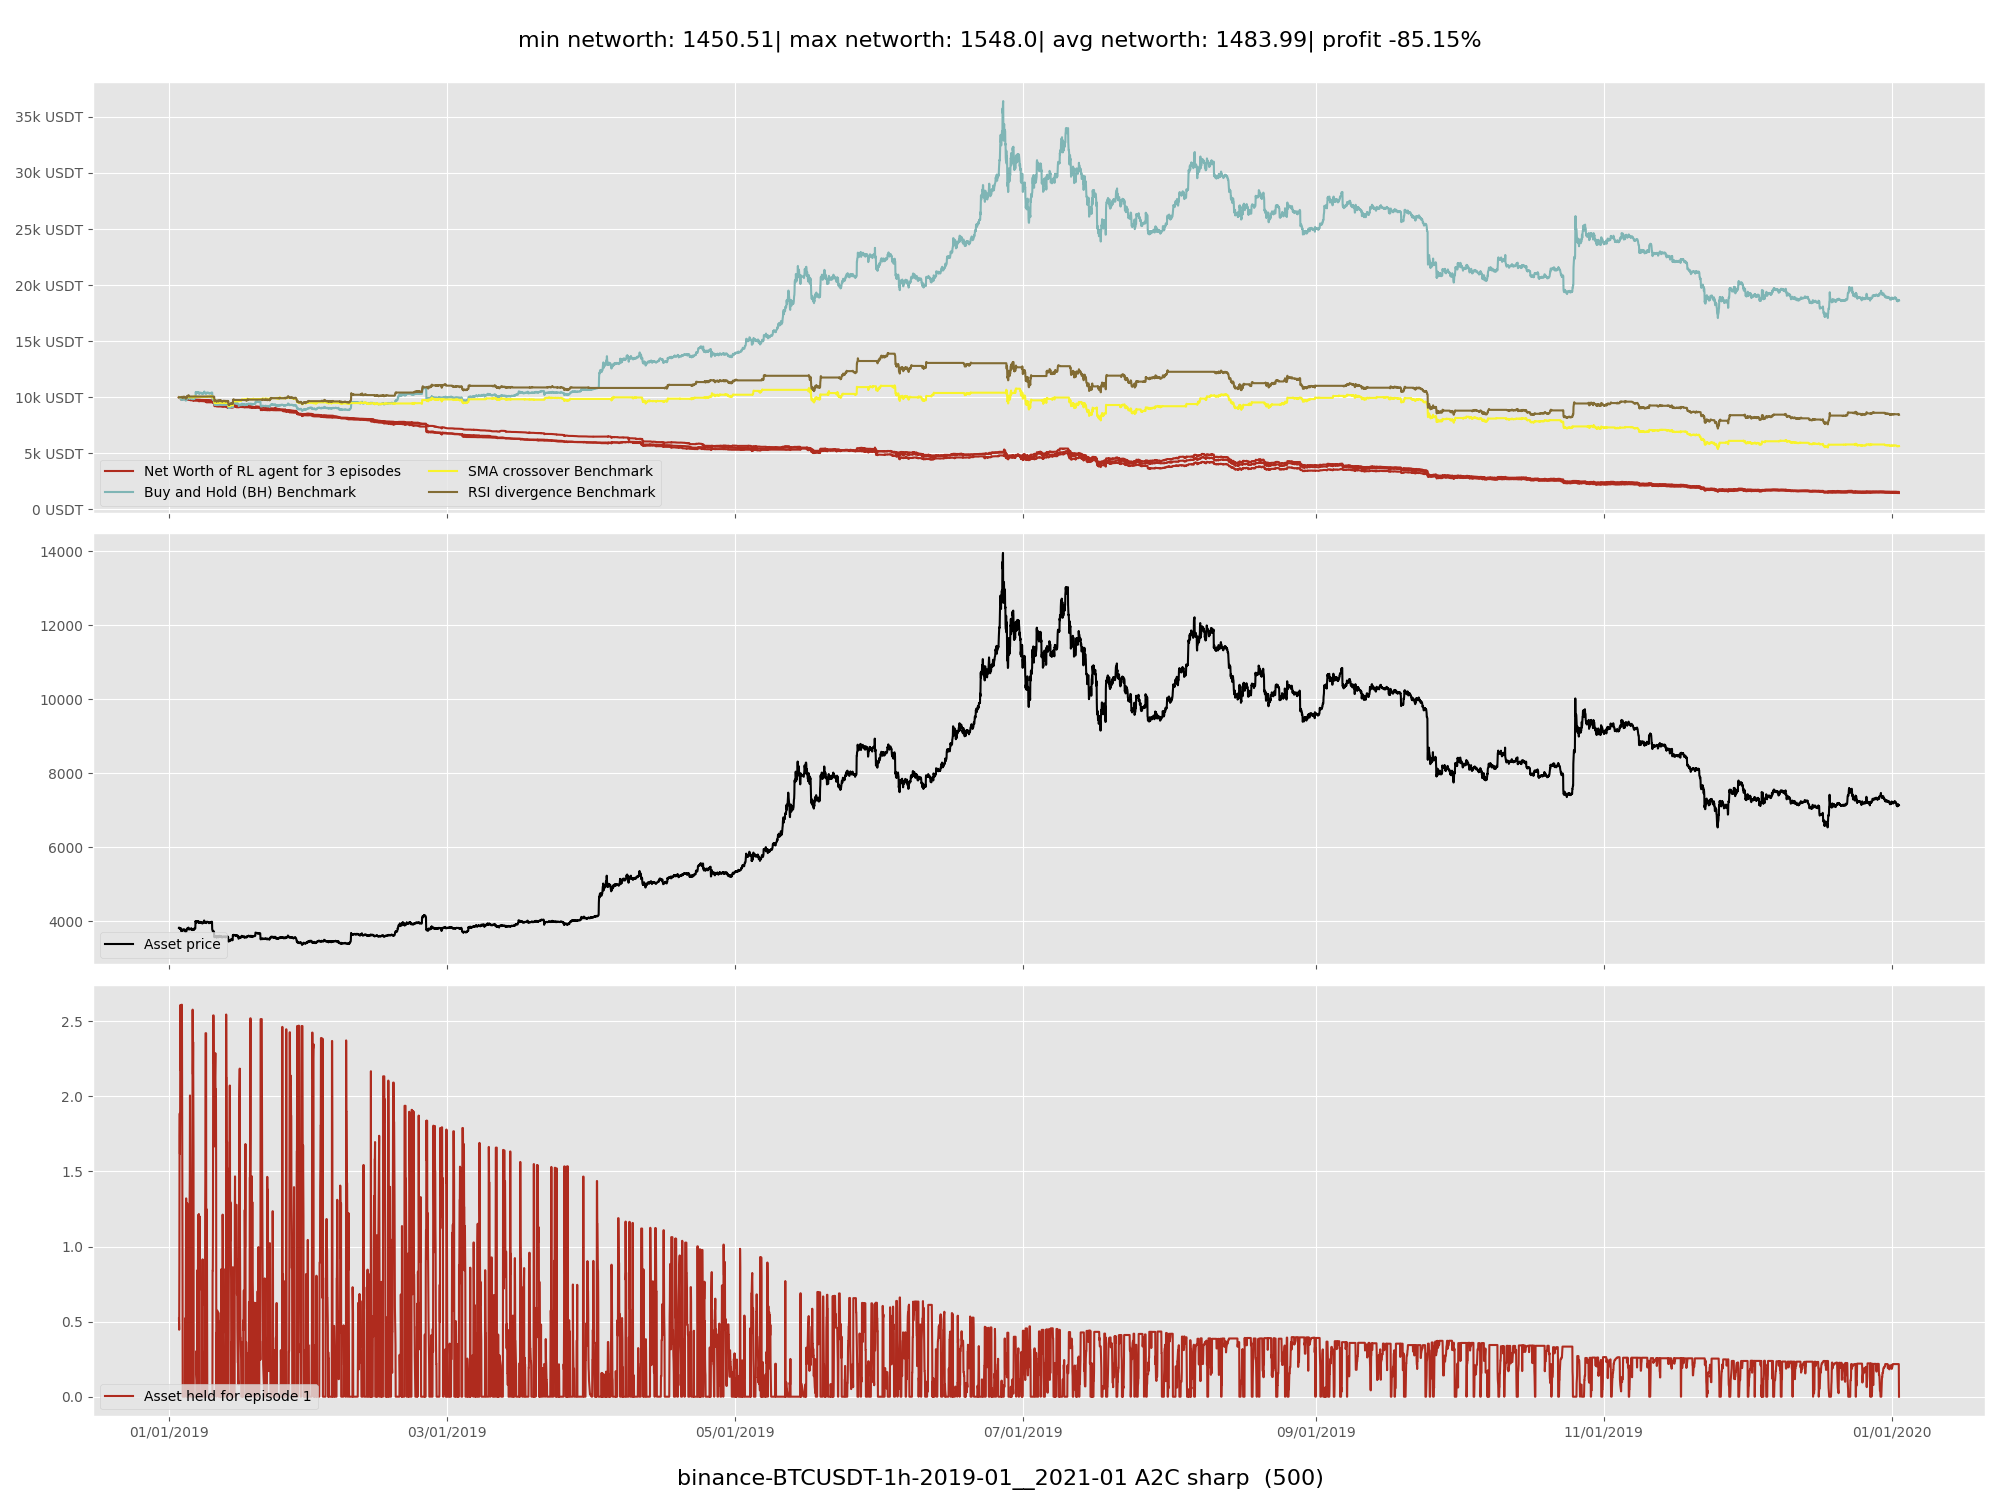 min networth: 1450.51| max networth: 1548.0| avg networth: 1483.99| profit -85.15%
35k USDT
30k USDT
25k USDT
20k USDT
15k USDT
10k USDT
5k USDT
0 USDT
Net Worth of RL agent for 3 episodes
Buy and Hold (BH) Benchmark
SMA crossover Benchmark
RSI divergence Benchmark
14000
12000
10000
8000
6000
4000
Asset price
2.5
2.0
1.5
1.0
0.5
0.0
Asset held for episode 1
01/01/2019
03/01/2019
05/01/2019
07/01/2019
09/01/2019
11/01/2019
01/01/2020
binance-BTCUSDT-1h-2019-01__2021-01 A2C sharp  (500)